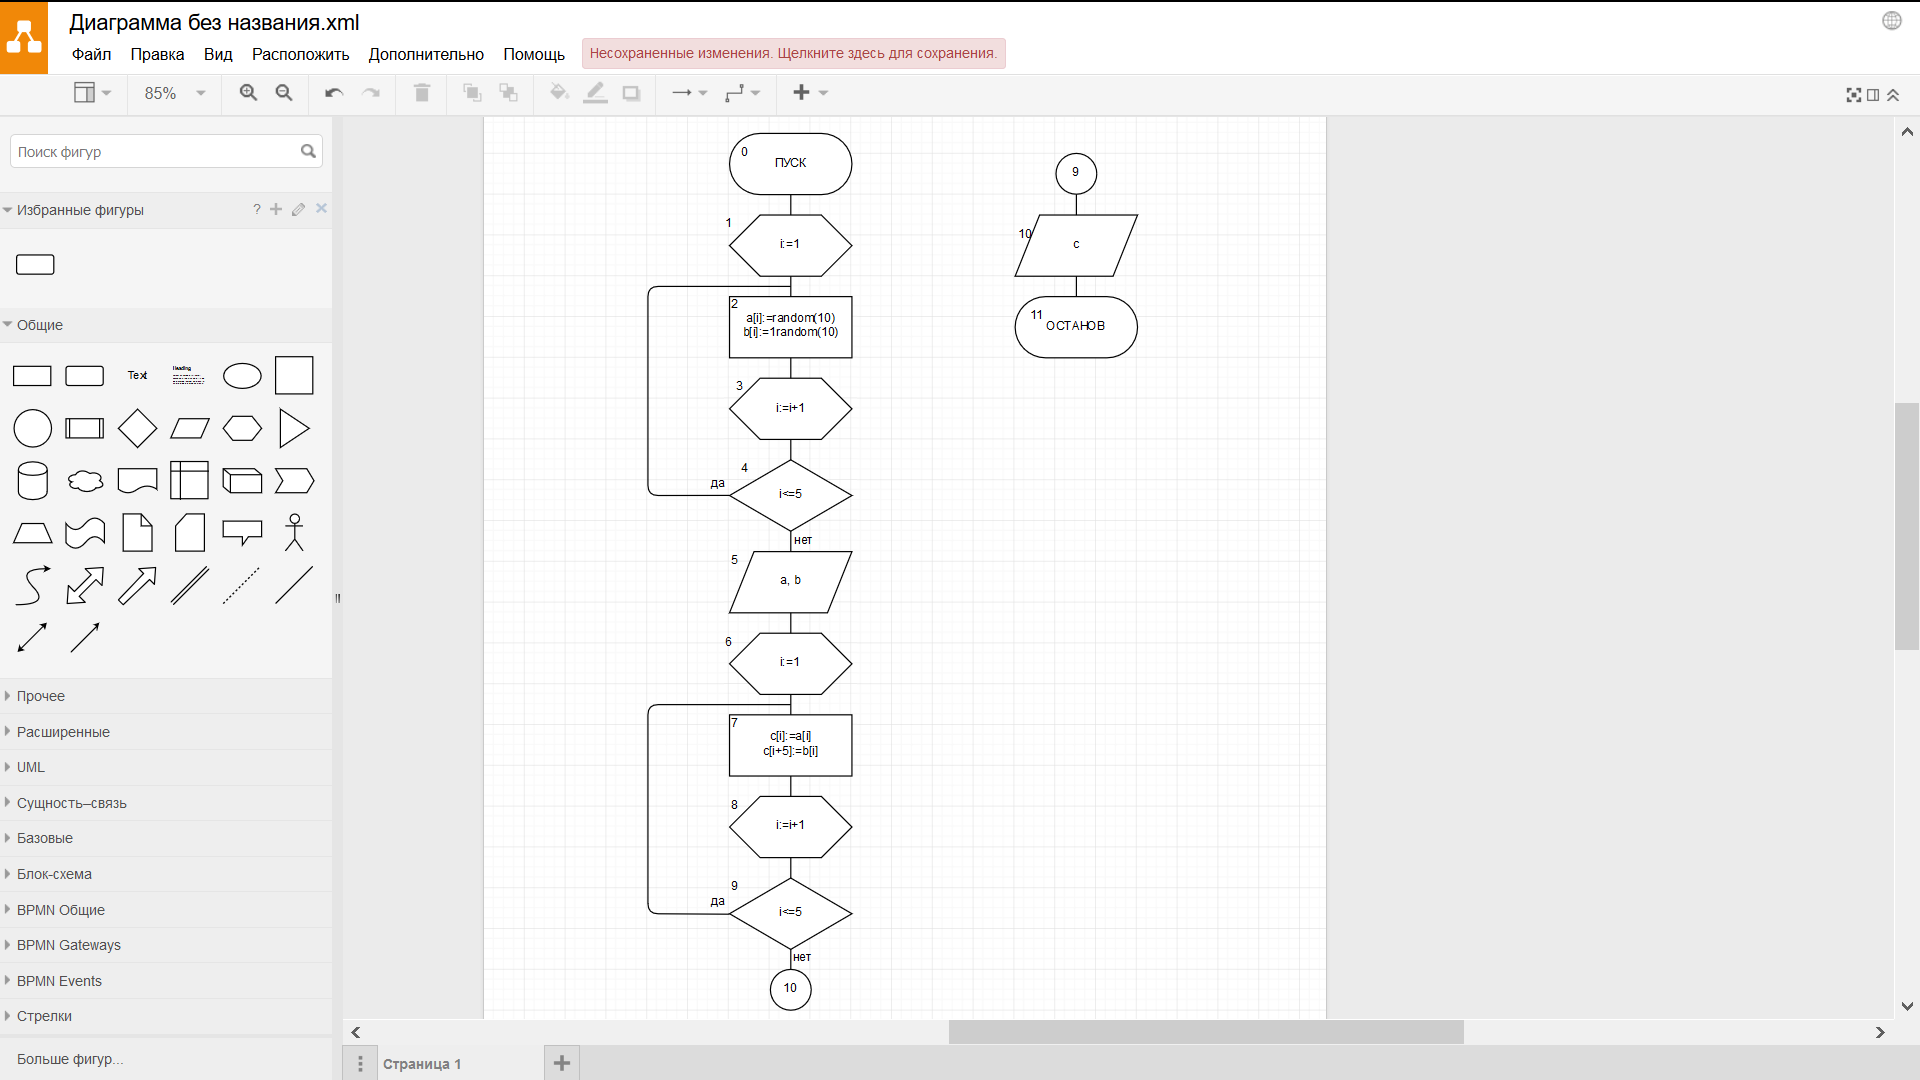 Диаграмма без названия.xml
Файл Правка Вид Расположить Дополнительно Помощь Несохраненные изменения. Щелкните здесь для сохранения.
85%
Поиск фигур
Избранные фигуры ?
Общие
Text
Heading
Прочее
Расширенные
UML
Сущность–связь
Базовые
Блок-схема
BPMN Общие
BPMN Gateways
BPMN Events
Стрелки
Больше фигур...
0
ПУСК
1
i:=1
2
a[i]:=random(10)
b[i]:=1random(10)
3
i:=i+1
4
да
i<=5
нет
5
a, b
6
i:=1
7
c[i]:=a[i]
c[i+5]:=b[i]
8
i:=i+1
9
да
i<=5
нет
10
9
10
c
11
ОСТАНОВ
Страница 1